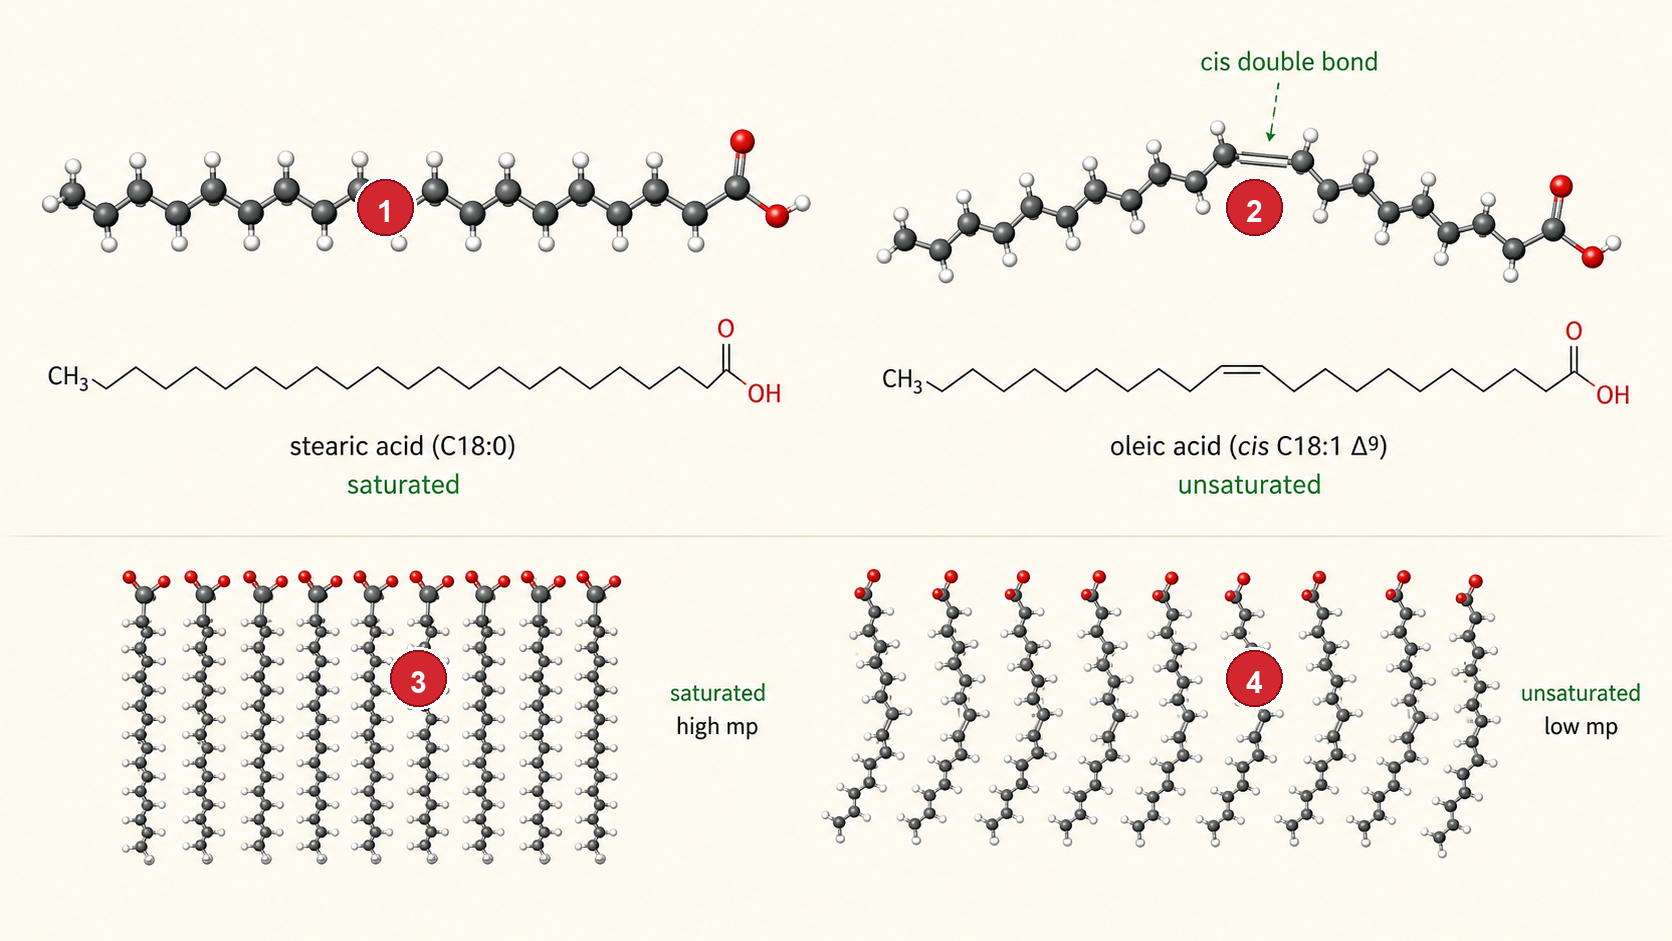 cis double bond
1
2
O
CH₃
OH
O
CH₃
OH
stearic acid (C18:0)
saturated
oleic acid (cis C18:1 Δ⁹)
unsaturated
3
saturated
high mp
4
unsaturated
low mp